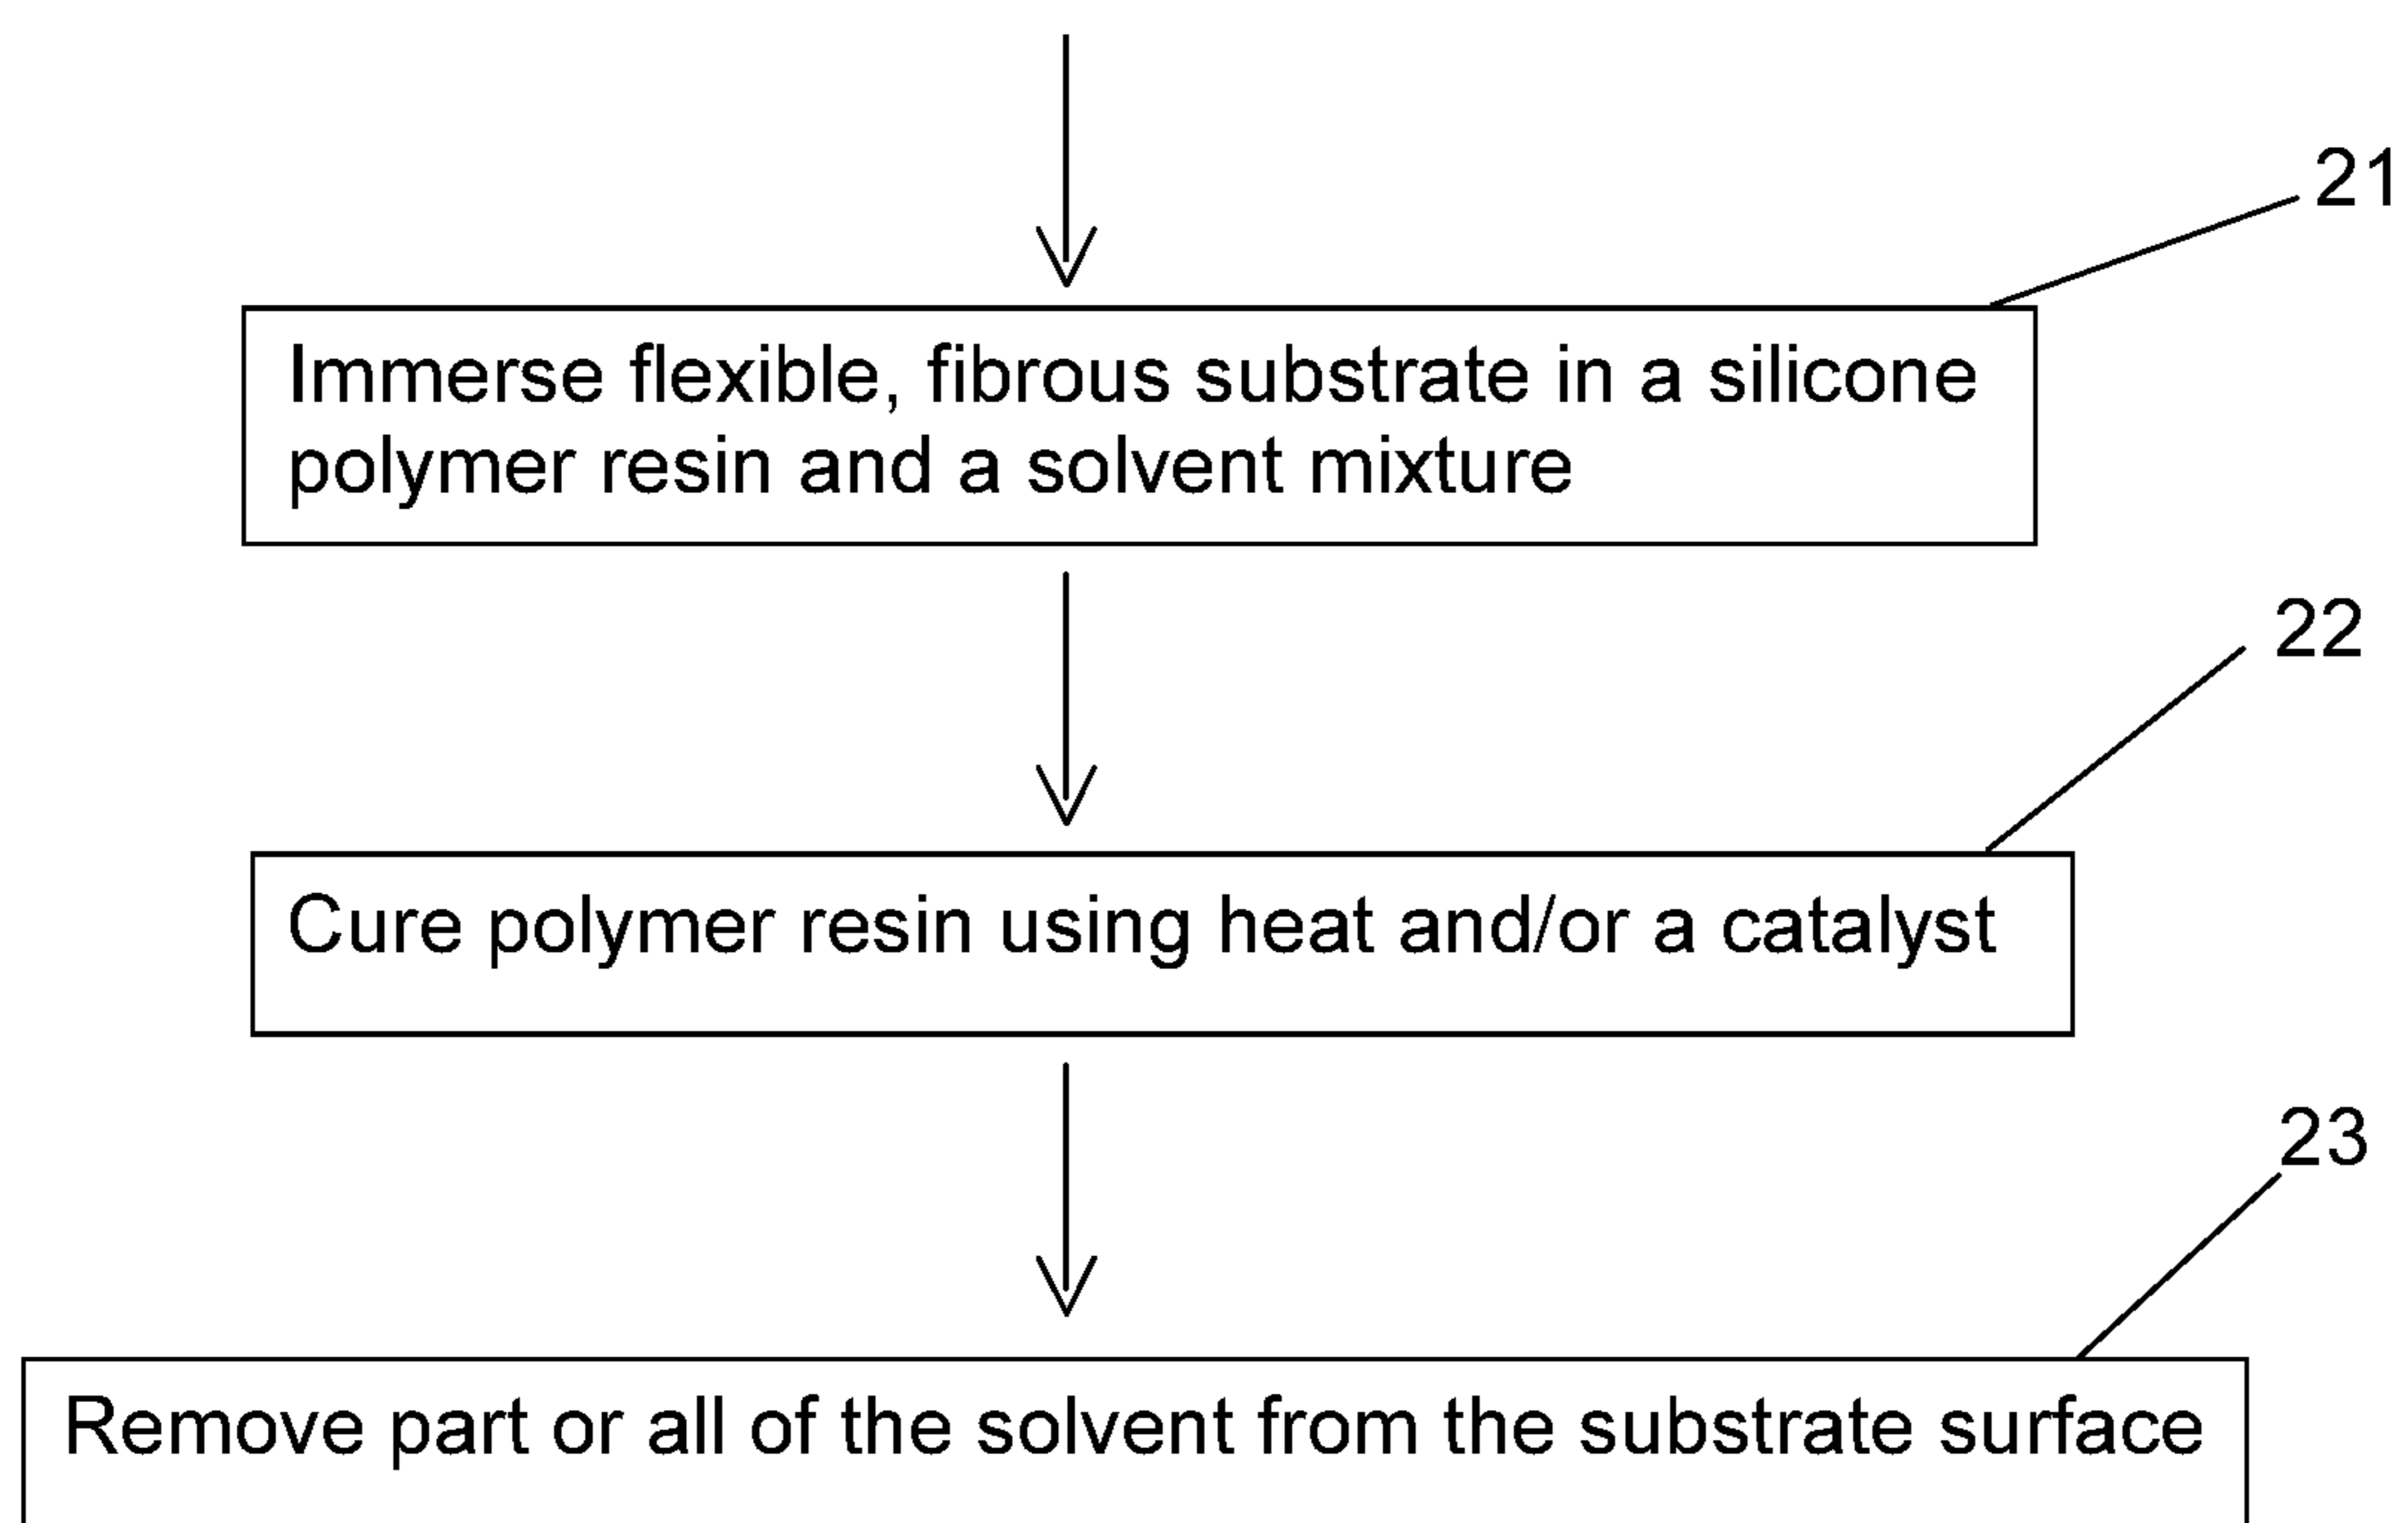 21
Immerse flexible, fibrous substrate in a silicone
polymer resin and a solvent mixture
22
Cure polymer resin using heat and/or a catalyst
23
Remove part or all of the solvent from the substrate surface